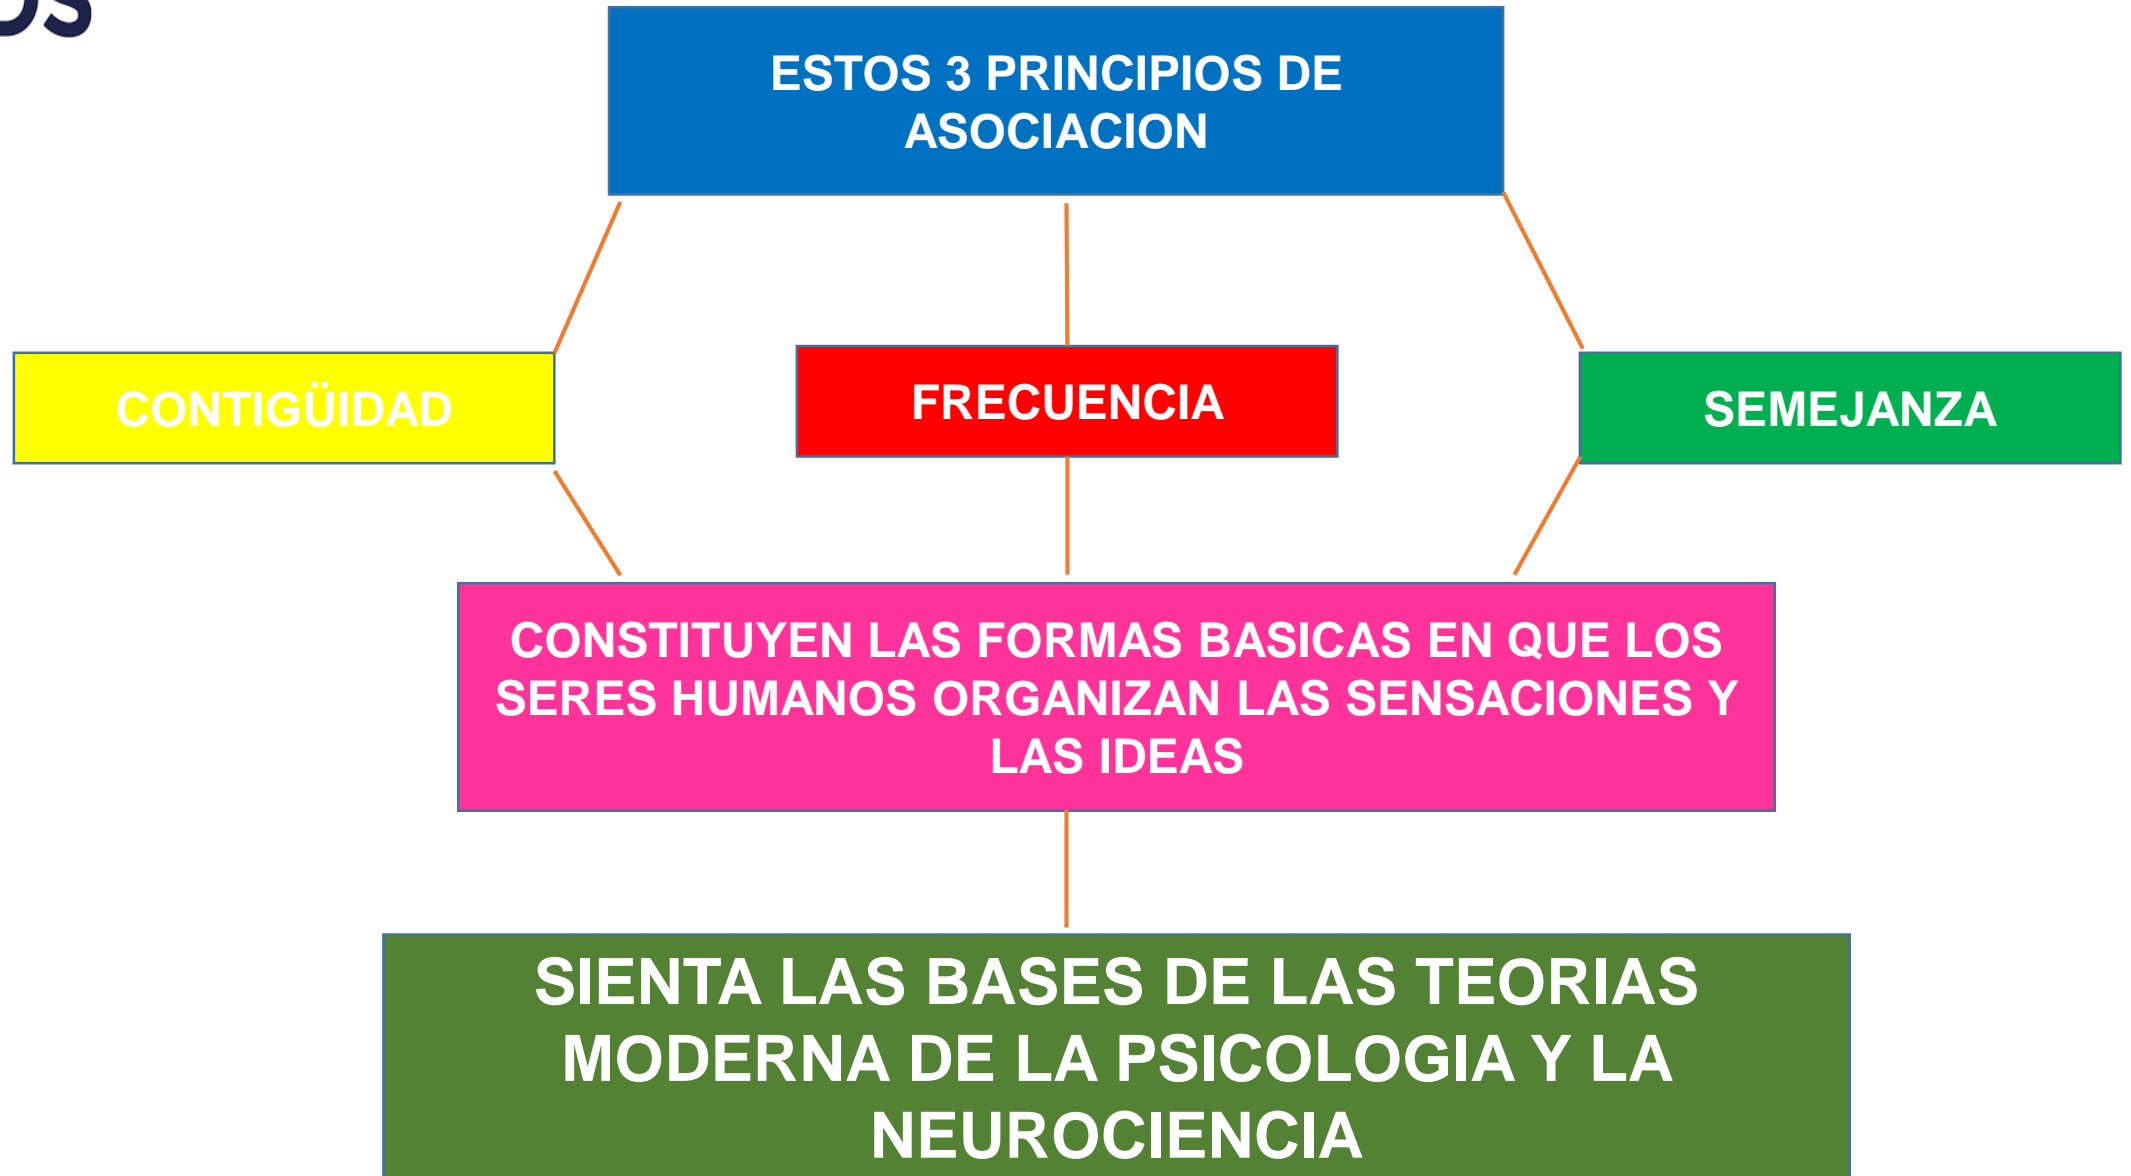 ESTOS 3 PRINCIPIOS DE
ASOCIACION
CONTIGÜIDAD
FRECUENCIA
SEMEJANZA
CONSTITUYEN LAS FORMAS BASICAS EN QUE LOS
SERES HUMANOS ORGANIZAN LAS SENSACIONES Y
LAS IDEAS
SIENTA LAS BASES DE LAS TEORIAS
MODERNA DE LA PSICOLOGIA Y LA
NEUROCIENCIA